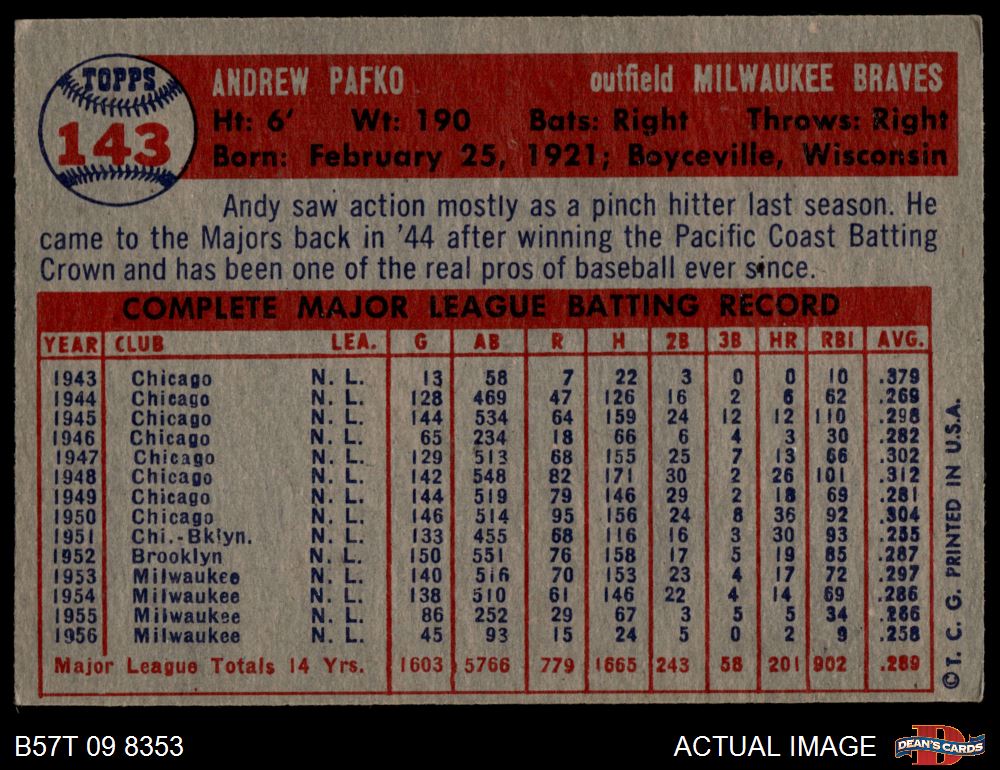 TOPPS
143
ANDREW PAFKO outfield MILWAUKEE BRAVES
Ht: 6' Wt: 190 Bats: Right Throws: Right
Born: February 25, 1921; Boyceville, Wisconsin
Andy saw action mostly as a pinch hitter last season. He
came to the Majors back in '44 after winning the Pacific Coast Batting
Crown and has been one of the real pros of baseball ever since.
COMPLETE MAJOR LEAGUE BATTING RECORD
YEAR CLUB LEA. G AB R H 2B 3B HR RBI AVG.
1943 Chicago N. L. 13 58 7 22 3 0 0 10 .379
1944 Chicago N. L. 128 469 47 126 16 2 6 62 .269
1945 Chicago N. L. 144 534 64 159 24 12 12 110 .298
1946 Chicago N. L. 65 234 18 66 6 4 3 30 .282
1947 Chicago N. L. 129 513 68 155 25 7 13 66 .302
1948 Chicago N. L. 142 548 82 171 30 2 26 101 .312
1949 Chicago N. L. 144 519 79 146 29 2 18 69 .281
1950 Chicago N. L. 146 514 95 156 24 8 36 92 .304
1951 Chi.-Bklyn. N. L. 133 455 68 116 16 3 30 93 .255
1952 Brooklyn N. L. 150 551 76 158 17 5 19 85 .287
1953 Milwaukee N. L. 140 516 70 153 23 4 17 72 .297
1954 Milwaukee N. L. 138 510 61 146 22 4 14 69 .286
1955 Milwaukee N. L. 86 252 29 67 3 5 5 34 .266
1956 Milwaukee N. L. 45 93 15 24 5 0 2 9 .258
Major League Totals 14 Yrs. 1603 5766 779 1665 243 58 201 902 .289
©T. C. G. PRINTED IN U.S.A.
B57T 09 8353
ACTUAL IMAGE
DEAN'S CARDS